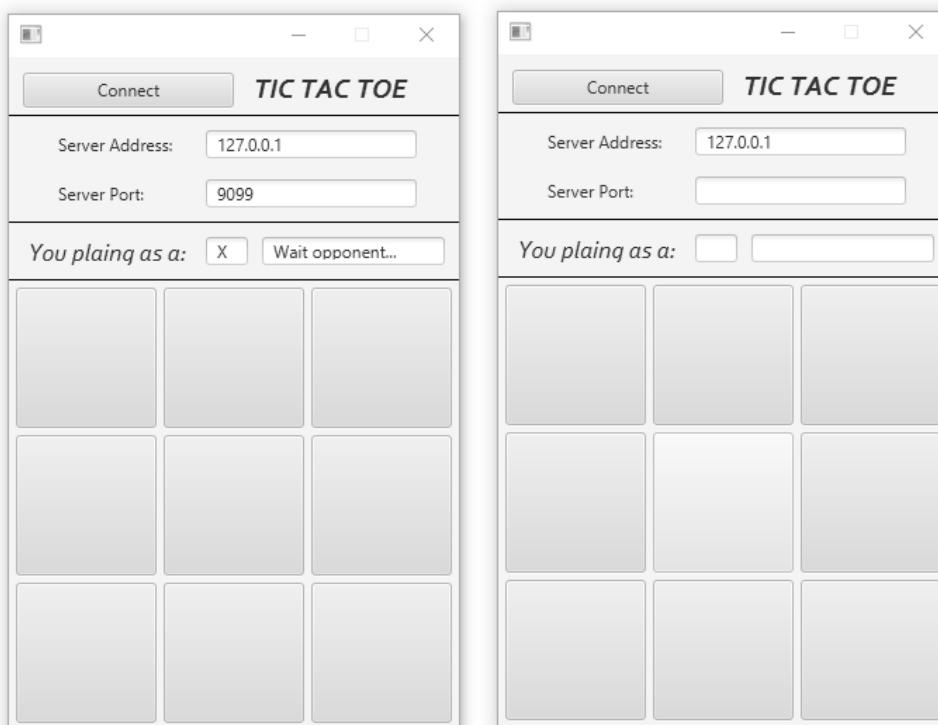 Connect TIC TAC TOE
Server Address: 127.0.0.1
Server Port: 9099
You plaing as a: X Wait opponent...
Connect TIC TAC TOE
Server Address: 127.0.0.1
Server Port:
You plaing as a: